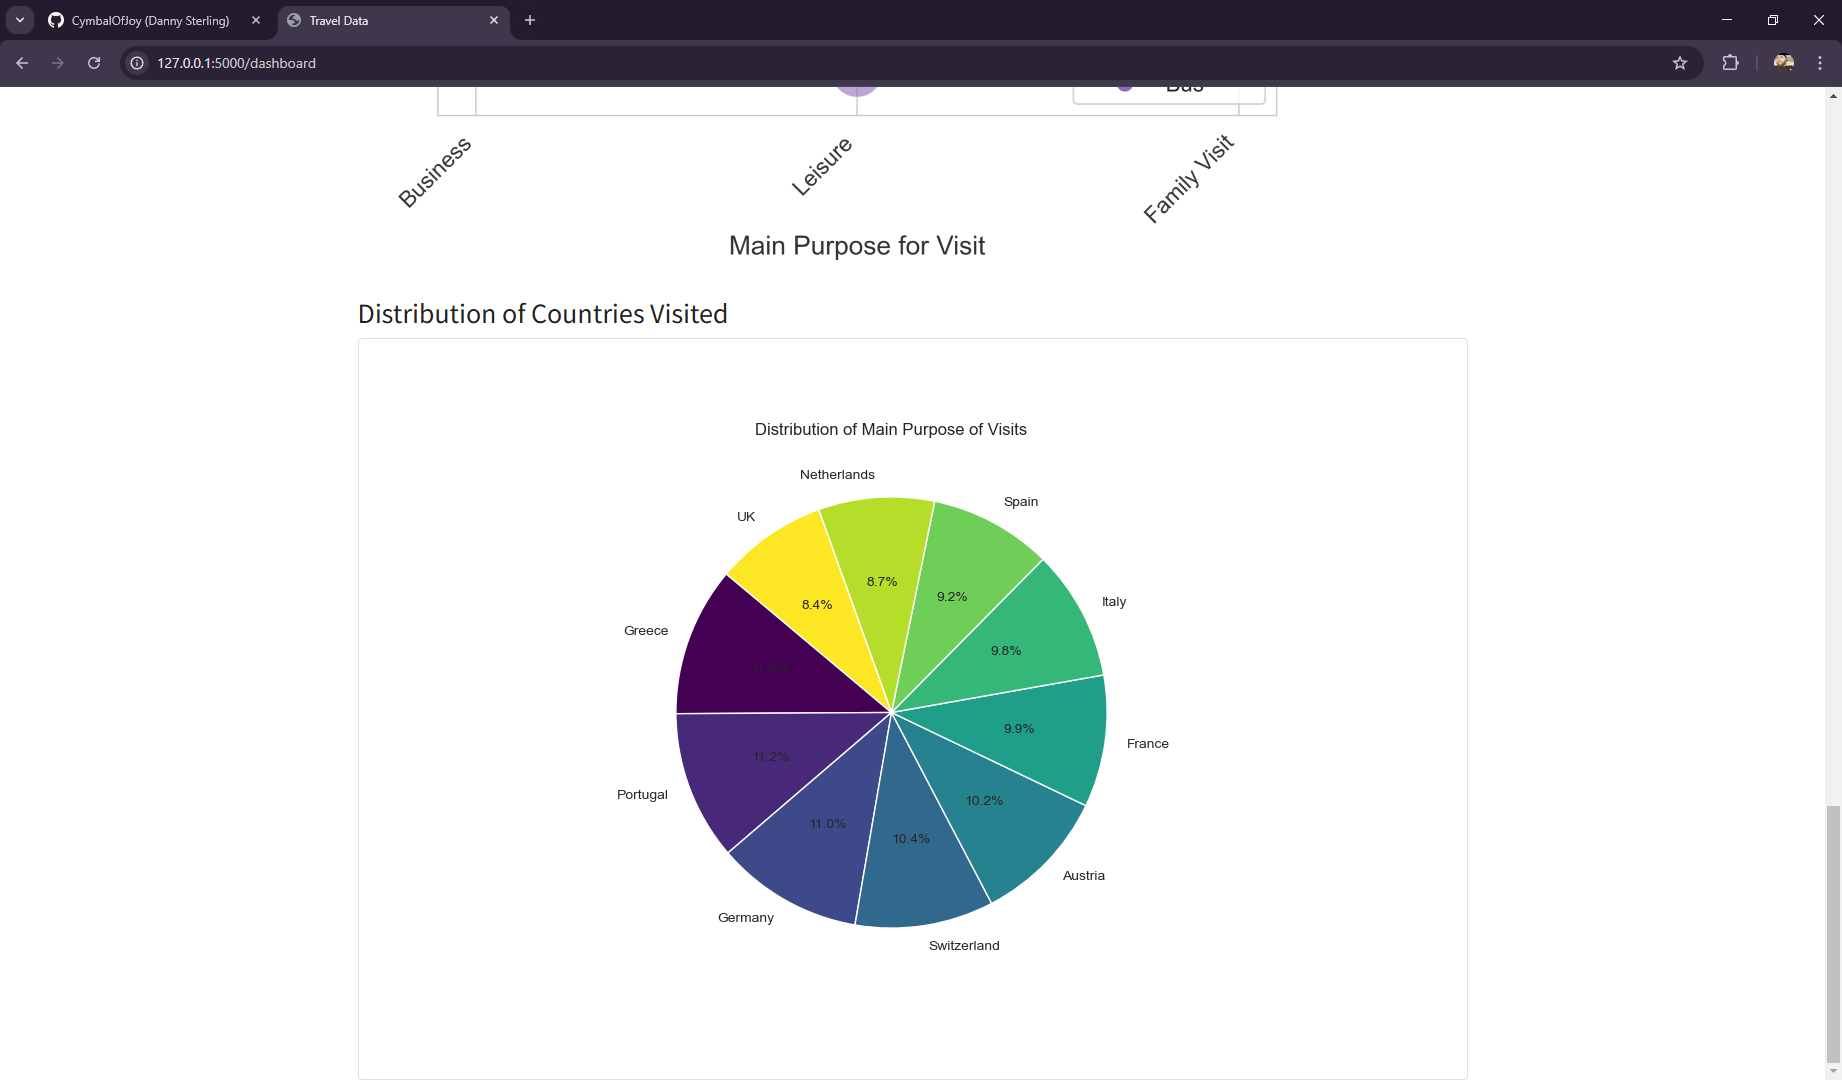 CymbalOfJoy (Danny Sterling)
Travel Data
127.0.0.1:5000/dashboard
Bus
Business
Leisure
Family Visit
Main Purpose for Visit
Distribution of Countries Visited
Distribution of Main Purpose of Visits
Netherlands
Spain
UK
8.7%
9.2%
8.4%
Italy
Greece
9.8%
9.9%
France
11.2%
Portugal
10.2%
11.0%
10.4%
Austria
Germany
Switzerland